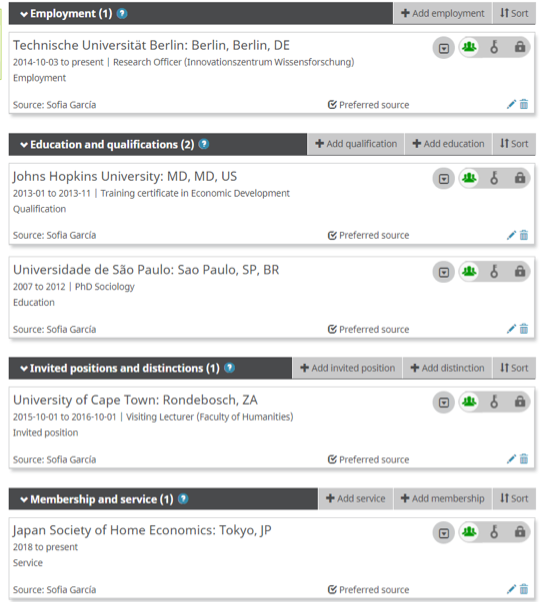 Employment (1) ?
Add employment
Sort
Technische Universität Berlin: Berlin, Berlin, DE
2014-10-03 to present | Research Officer (Innovationszentrum Wissensforschung)
Employment
Source: Sofia García
Preferred source
Education and qualifications (2) ?
Add qualification
Add education
Sort
Johns Hopkins University: MD, MD, US
2013-01 to 2013-11 | Training certificate in Economic Development
Qualification
Source: Sofia García
Preferred source
Universidade de São Paulo: Sao Paulo, SP, BR
2007 to 2012 | PhD Sociology
Education
Source: Sofia García
Preferred source
Invited positions and distinctions (1) ?
Add invited position
Add distinction
Sort
University of Cape Town: Rondebosch, ZA
2015-10-01 to 2016-10-01 | Visiting Lecturer (Faculty of Humanities)
Invited position
Source: Sofia García
Preferred source
Membership and service (1) ?
Add service
Add membership
Sort
Japan Society of Home Economics: Tokyo, JP
2018 to present
Service
Source: Sofia García
Preferred source